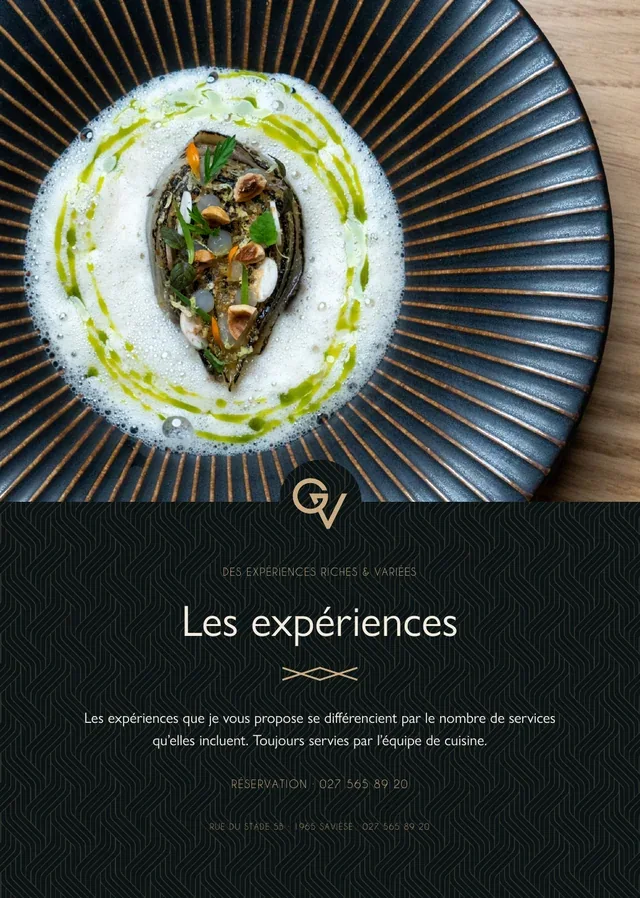 GV
DES EXPÉRIENCES RICHES & VARIÉES
Les expériences
Les expériences que je vous propose se différencient par le nombre de services
qu'elles incluent. Toujours servies par l'équipe de cuisine.
RÉSERVATION · 027 565 89 20
RUE DU STADE 55 · 1965 SAVIÈSE · 027 565 89 20